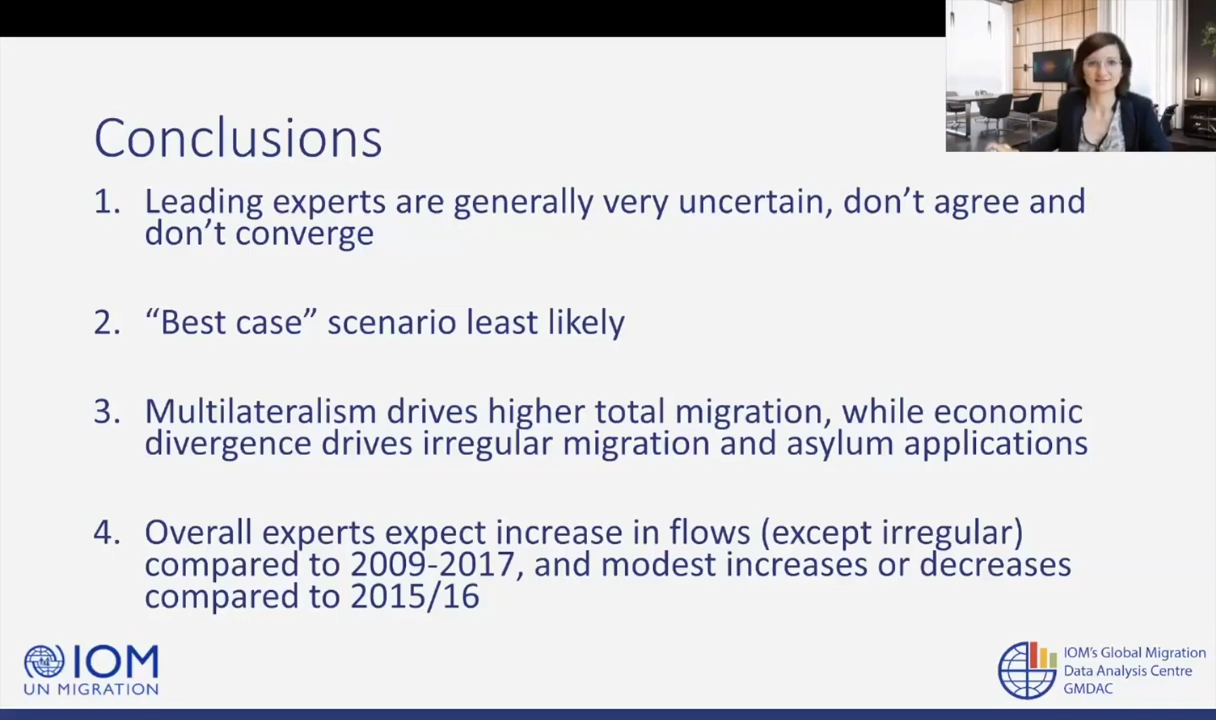 Conclusions
1. Leading experts are generally very uncertain, don’t agree and
don’t converge
2. “Best case” scenario least likely
3. Multilateralism drives higher total migration, while economic
divergence drives irregular migration and asylum applications
4. Overall experts expect increase in flows (except irregular)
compared to 2009-2017, and modest increases or decreases
compared to 2015/16
IOM
UN MIGRATION
IOM’s Global Migration
Data Analysis Centre
GMDAC